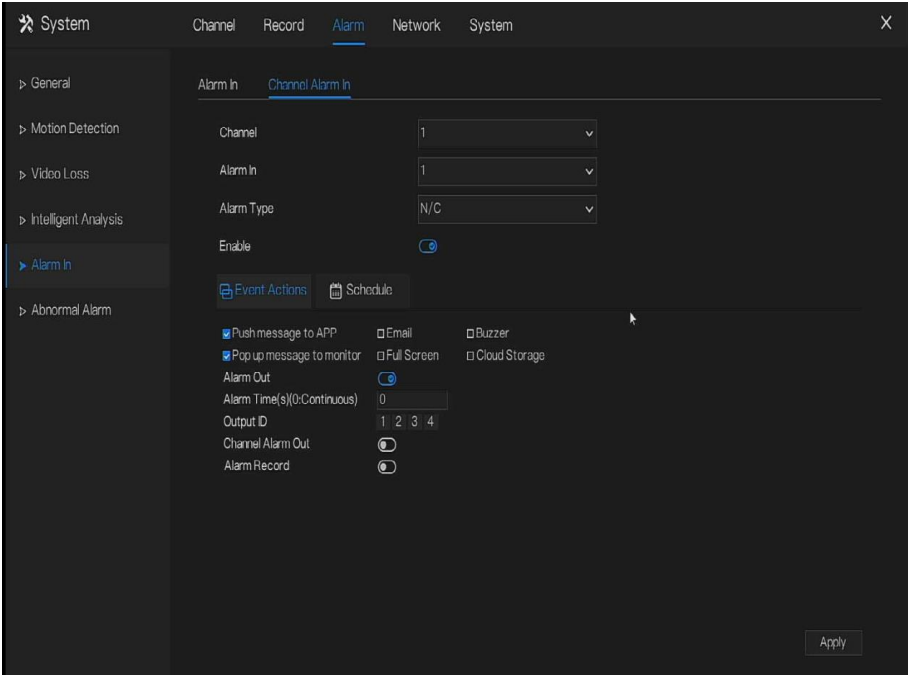 System
Channel Record Alarm Network System X
General
Motion Detection
Video Loss
Intelligent Analysis
Alarm In
Abnormal Alarm
Alarm In Channel Alarm In
Channel 1
Alarm In 1
Alarm Type N/C
Enable
Event Actions Schedule
Push message to APP Email Buzzer
Pop up message to monitor Full Screen Cloud Storage
Alarm Out
Alarm Time(s)(0:Continuous) 0
Output ID 1 2 3 4
Channel Alarm Out
Alarm Record
Apply